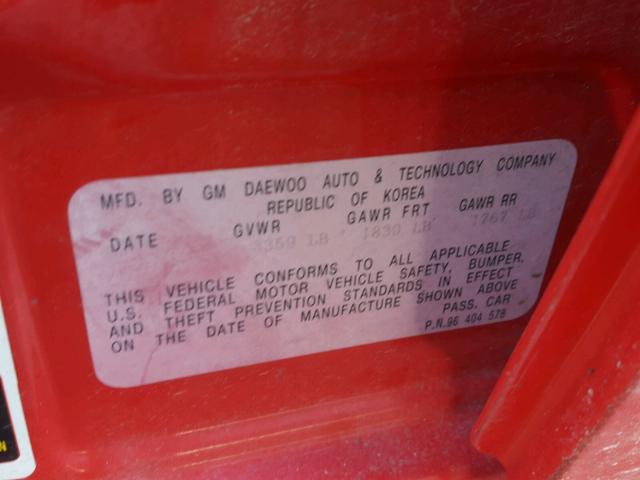 MFD. BY GM DAEWOO AUTO & TECHNOLOGY COMPANY
REPUBLIC OF KOREA
DATE GVWR GAWR FRT GAWR RR
3359 LB 1830 LB 1767 LB
THIS VEHICLE CONFORMS TO ALL APPLICABLE
U.S. FEDERAL MOTOR VEHICLE SAFETY, BUMPER,
AND THEFT PREVENTION STANDARDS IN EFFECT
ON THE DATE OF MANUFACTURE SHOWN ABOVE
PASS. CAR
P.N.96 404 578